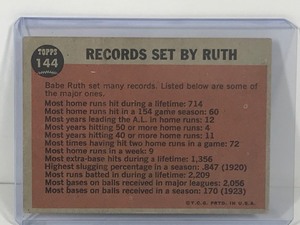 TOPPS
144
RECORDS SET BY RUTH
Babe Ruth set many records. Listed below are some of
the major ones.
Most home runs hit during a lifetime: 714
Most home runs hit in a 154 game season: 60
Most years leading the A.L. in home runs: 12
Most years hitting 50 or more home runs: 4
Most years hitting 40 or more home runs: 11
Most times having hit two home runs in a game: 72
Most home runs in a week: 9
Most extra-base hits during a lifetime: 1,356
Highest slugging percentage in a season: .847 (1920)
Most runs batted in during a lifetime: 2,209
Most bases on balls received in major leagues: 2,056
Most bases on balls received in a season: 170 (1923)
©T.C.G. PRTD. IN U.S.A.